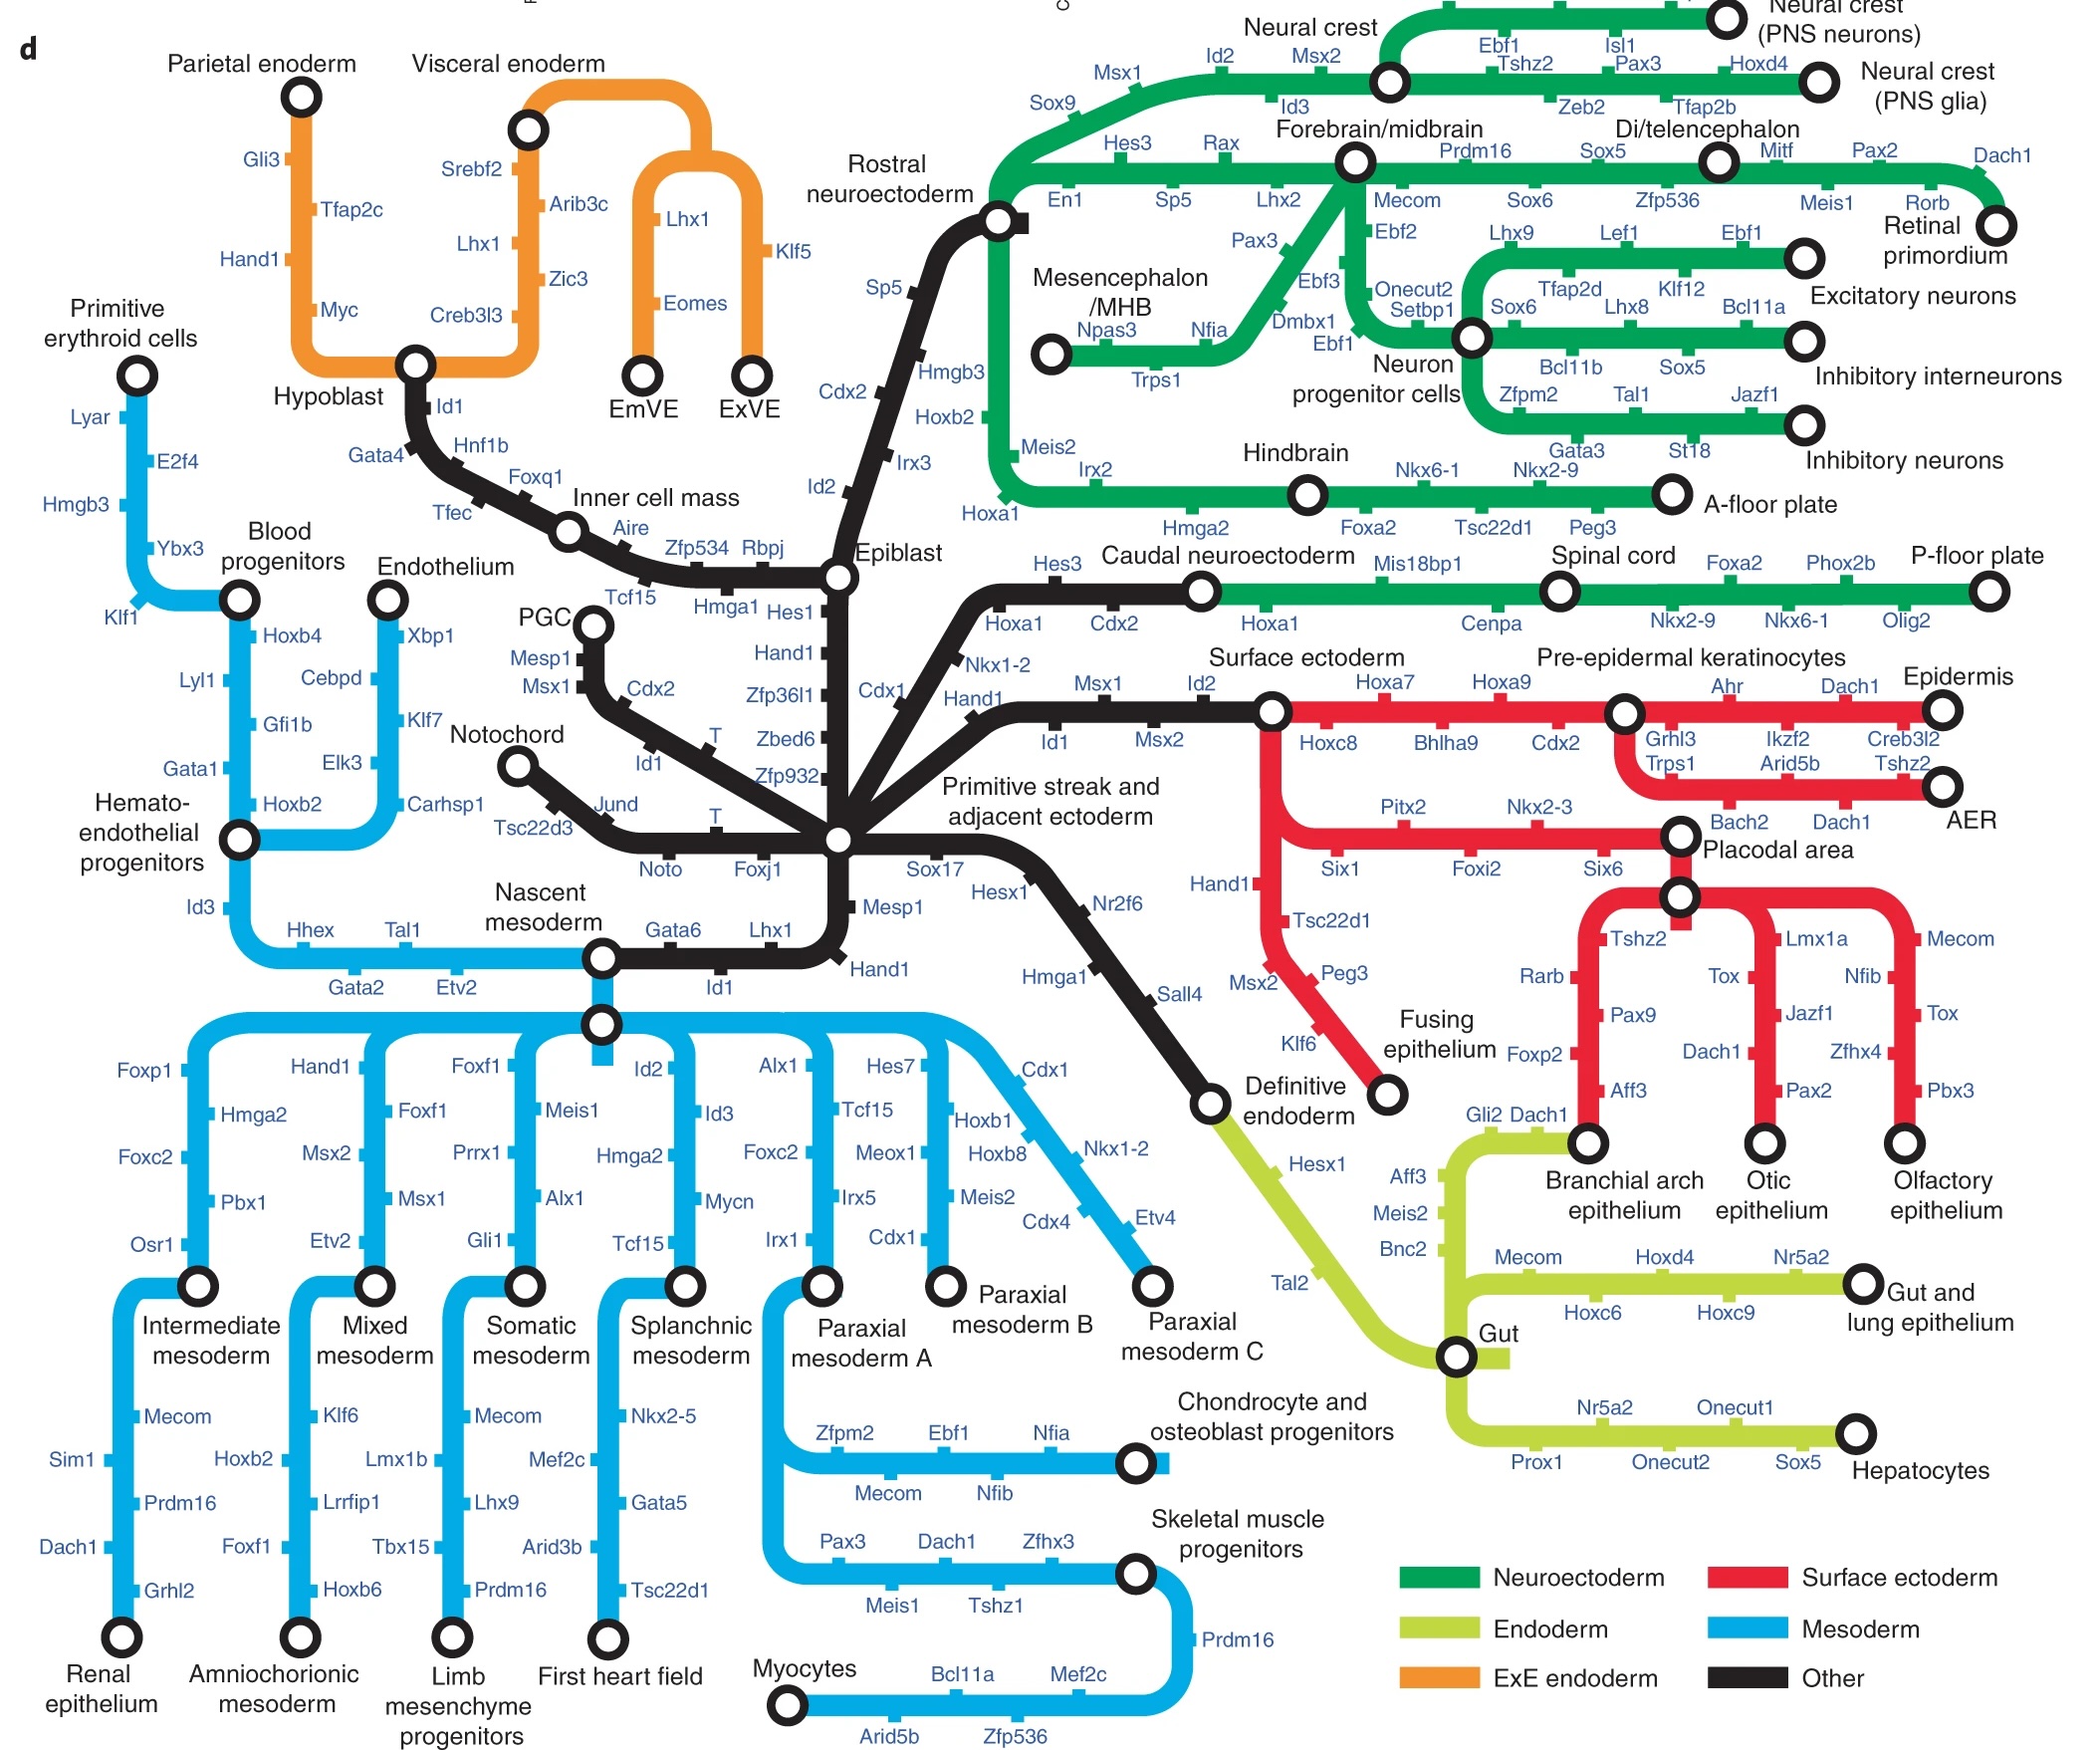 d
Parietal enoderm
Visceral enoderm
Gli3
Tfap2c
Hand1
Myc
Srebf2
Arib3c
Lhx1
Zic3
Creb3l3
Lhx1
Klf5
Eomes
Hypoblast
EmVE
ExVE
Primitive
erythroid cells
Lyar
E2f4
Hmgb3
Ybx3
Klf1
Id1
Gata4
Hnf1b
Foxq1
Tfec
Inner cell mass
Aire
Zfp534
Rbpj
Tcf15
Hmga1
Epiblast
Blood
progenitors
Endothelium
Hoxb4
Lyl1
Gfi1b
Gata1
Hoxb2
Xbp1
Cebpd
Klf7
Elk3
Carhsp1
Hemato-
endothelial
progenitors
Id3
Hhex
Tal1
Gata2
Etv2
PGC
Mesp1
Msx1
Cdx2
T
Id1
Notochord
Tsc22d3
Jund
T
Noto
Foxj1
Hes1
Hand1
Zfp36l1
Zbed6
Zfp932
Primitive streak and
adjacent ectoderm
Nascent
mesoderm
Gata6
Lhx1
Id1
Mesp1
Hand1
Sox17
Hesx1
Nr2f6
Hmga1
Sall4
Definitive
endoderm
Rostral
neuroectoderm
Sp5
Hmgb3
Cdx2
Irx3
Id2
Neural crest
Sox9
Msx1
Id2
Msx2
Id3
Neural crest
(PNS neurons)
Ebf1
Isl1
Neural crest
(PNS glia)
Tshz2
Pax3
Hoxd4
Zeb2
Tfap2b
Forebrain/midbrain
Hes3
Rax
En1
Sp5
Lhx2
Di/telencephalon
Prdm16
Sox5
Mecom
Sox6
Zfp536
Mitf
Pax2
Dach1
Meis1
Rorb
Retinal
primordium
Mesencephalon
/MHB
Pax3
Dmbx1
Npas3
Nfia
Trps1
Ebf2
Ebf3
Onecut2
Setbp1
Ebf1
Neuron
progenitor cells
Lhx9
Lef1
Ebf1
Tfap2d
Klf12
Excitatory neurons
Sox6
Lhx8
Bcl11a
Bcl11b
Sox5
Inhibitory interneurons
Zfpm2
Tal1
Jazf1
Gata3
St18
Inhibitory neurons
Hoxb2
Meis2
Hoxa1
Irx2
Hmga2
Hindbrain
Nkx6-1
Nkx2-9
Foxa2
Tsc22d1
Peg3
A-floor plate
Cdx1
Nkx1-2
Hes3
Hoxa1
Cdx2
Caudal neuroectoderm
Mis18bp1
Hoxa1
Cenpa
Spinal cord
Foxa2
Phox2b
Nkx2-9
Nkx6-1
Olig2
P-floor plate
Hand1
Msx1
Id2
Id1
Msx2
Surface ectoderm
Hoxa7
Hoxa9
Hoxc8
Bhlha9
Cdx2
Pre-epidermal keratinocytes
Ahr
Dach1
Grhl3
Ikzf2
Creb3l2
Epidermis
Trps1
Arid5b
Tshz2
Bach2
Dach1
AER
Pitx2
Nkx2-3
Six1
Foxi2
Six6
Placodal area
Hand1
Tsc22d1
Msx2
Peg3
Klf6
Fusing
epithelium
Tshz2
Rarb
Pax9
Foxp2
Aff3
Lmx1a
Tox
Jazf1
Dach1
Pax2
Mecom
Nfib
Tox
Zfhx4
Pbx3
Branchial arch
epithelium
Otic
epithelium
Olfactory
epithelium
Gli2
Dach1
Aff3
Meis2
Bnc2
Hesx1
Tal2
Gut
Mecom
Hoxd4
Nr5a2
Hoxc6
Hoxc9
Gut and
lung epithelium
Nr5a2
Onecut1
Prox1
Onecut2
Sox5
Hepatocytes
Foxp1
Hmga2
Foxc2
Pbx1
Osr1
Hand1
Foxf1
Msx2
Msx1
Etv2
Foxf1
Meis1
Prrx1
Alx1
Gli1
Id2
Id3
Hmga2
Mycn
Tcf15
Alx1
Tcf15
Foxc2
Irx5
Irx1
Hes7
Hoxb1
Meox1
Meis2
Cdx1
Cdx1
Hoxb8
Nkx1-2
Cdx4
Etv4
Intermediate
mesoderm
Mixed
mesoderm
Somatic
mesoderm
Splanchnic
mesoderm
Paraxial
mesoderm A
Paraxial
mesoderm B
Paraxial
mesoderm C
Mecom
Sim1
Prdm16
Dach1
Grhl2
Klf6
Hoxb2
Lrrfip1
Foxf1
Hoxb6
Mecom
Lmx1b
Lhx9
Tbx15
Prdm16
Nkx2-5
Mef2c
Gata5
Arid3b
Tsc22d1
Renal
epithelium
Amniochorionic
mesoderm
Limb
mesenchyme
progenitors
First heart field
Chondrocyte and
osteoblast progenitors
Zfpm2
Ebf1
Nfia
Mecom
Nfib
Skeletal muscle
progenitors
Pax3
Dach1
Zfhx3
Meis1
Tshz1
Prdm16
Myocytes
Bcl11a
Mef2c
Arid5b
Zfp536
Neuroectoderm
Surface ectoderm
Endoderm
Mesoderm
ExE endoderm
Other